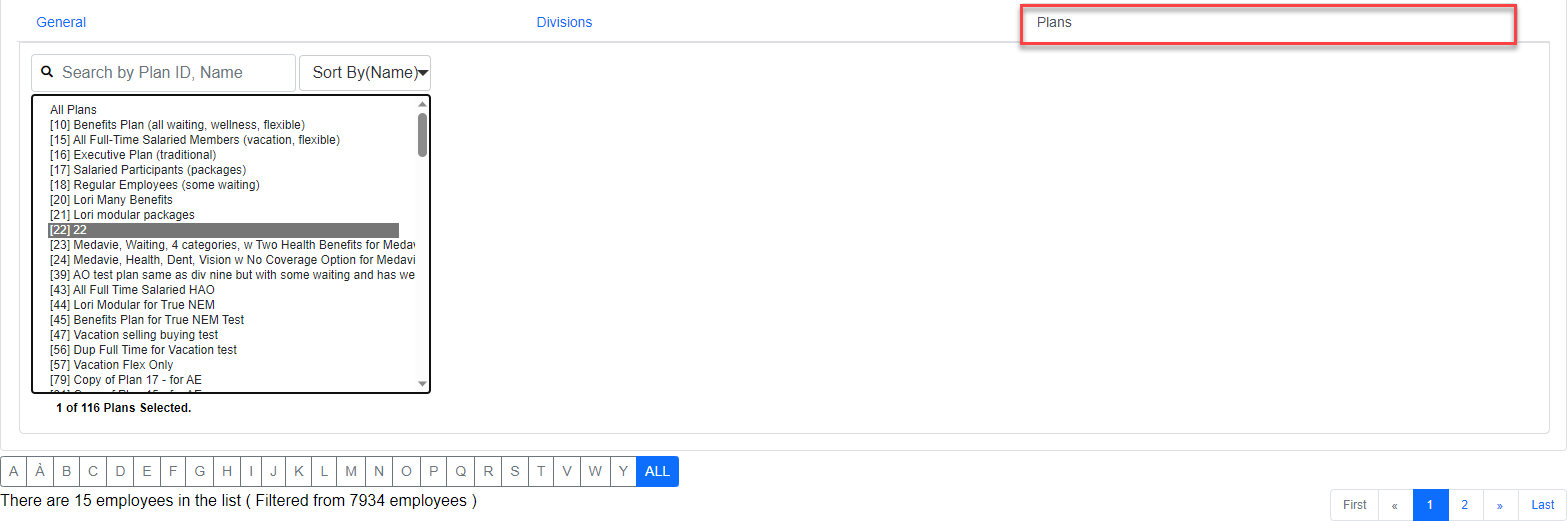 General Divisions Plans
Search by Plan ID, Name Sort By(Name)
All Plans
[10] Benefits Plan (all waiting, wellness, flexible)
[15] All Full-Time Salaried Members (vacation, flexible)
[16] Executive Plan (traditional)
[17] Salaried Participants (packages)
[18] Regular Employees (some waiting)
[20] Lori Many Benefits
[21] Lori modular packages
[22] 22
[23] Medavie, Waiting, 4 categories, w Two Health Benefits for Medav
[24] Medavie, Health, Dent, Vision w No Coverage Option for Medavi
[39] AO test plan same as div nine but with some waiting and has we
[43] All Full Time Salaried HAO
[44] Lori Modular for True NEM
[45] Benefits Plan for True NEM Test
[47] Vacation selling buying test
[56] Dup Full Time for Vacation test
[57] Vacation Flex Only
[79] Copy of Plan 17 - for AE
1 of 116 Plans Selected.
A À B C D E F G H I J K L M N O P Q R S T V W Y ALL
There are 15 employees in the list ( Filtered from 7934 employees )
First « 1 2 » Last